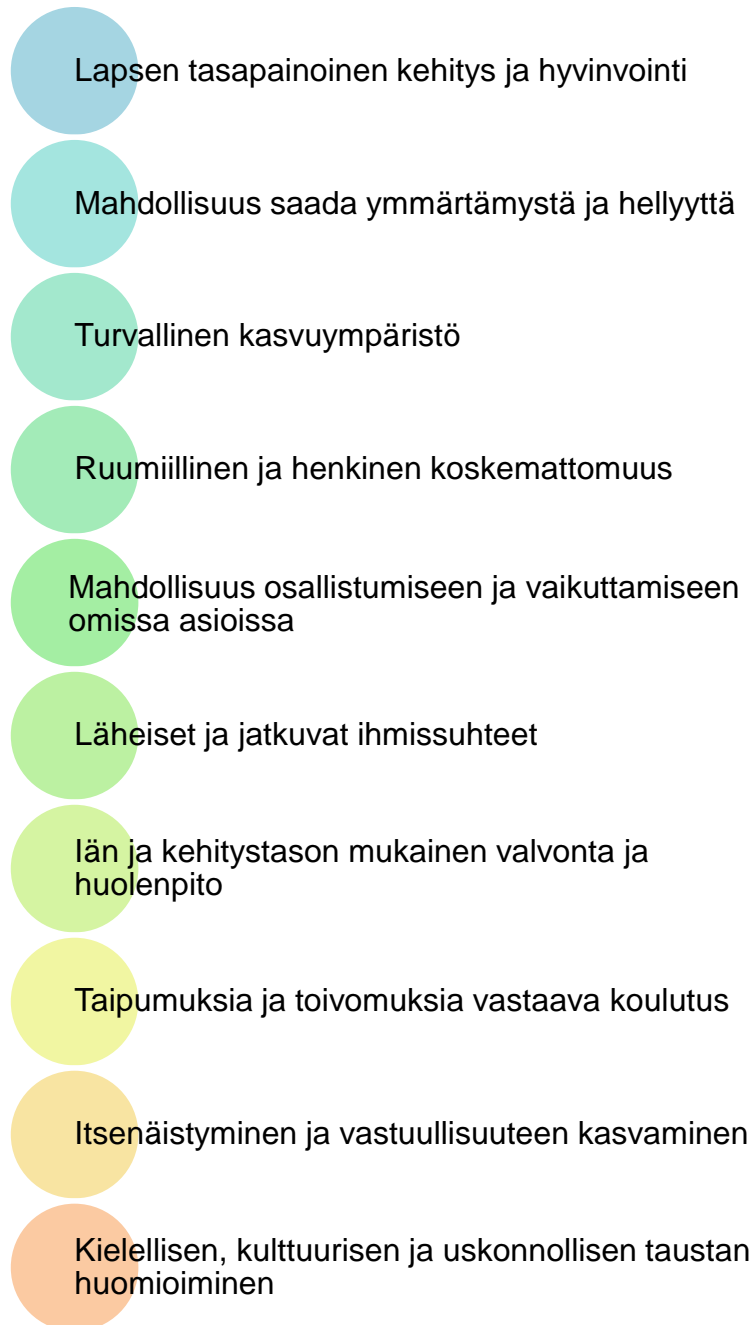 Lapsen tasapainoinen kehitys ja hyvinvointi
Mahdollisuus saada ymmärtämystä ja hellyyttä
Turvallinen kasvuympäristö
Ruumiillinen ja henkinen koskemattomuus
Mahdollisuus osallistumiseen ja vaikuttamiseen
omissa asioissa
Läheiset ja jatkuvat ihmissuhteet
Iän ja kehitystason mukainen valvonta ja
huolenpito
Taipumuksia ja toivomuksia vastaava koulutus
Itsenäistyminen ja vastuullisuuteen kasvaminen
Kielellisen, kulttuurisen ja uskonnollisen taustan
huomioiminen